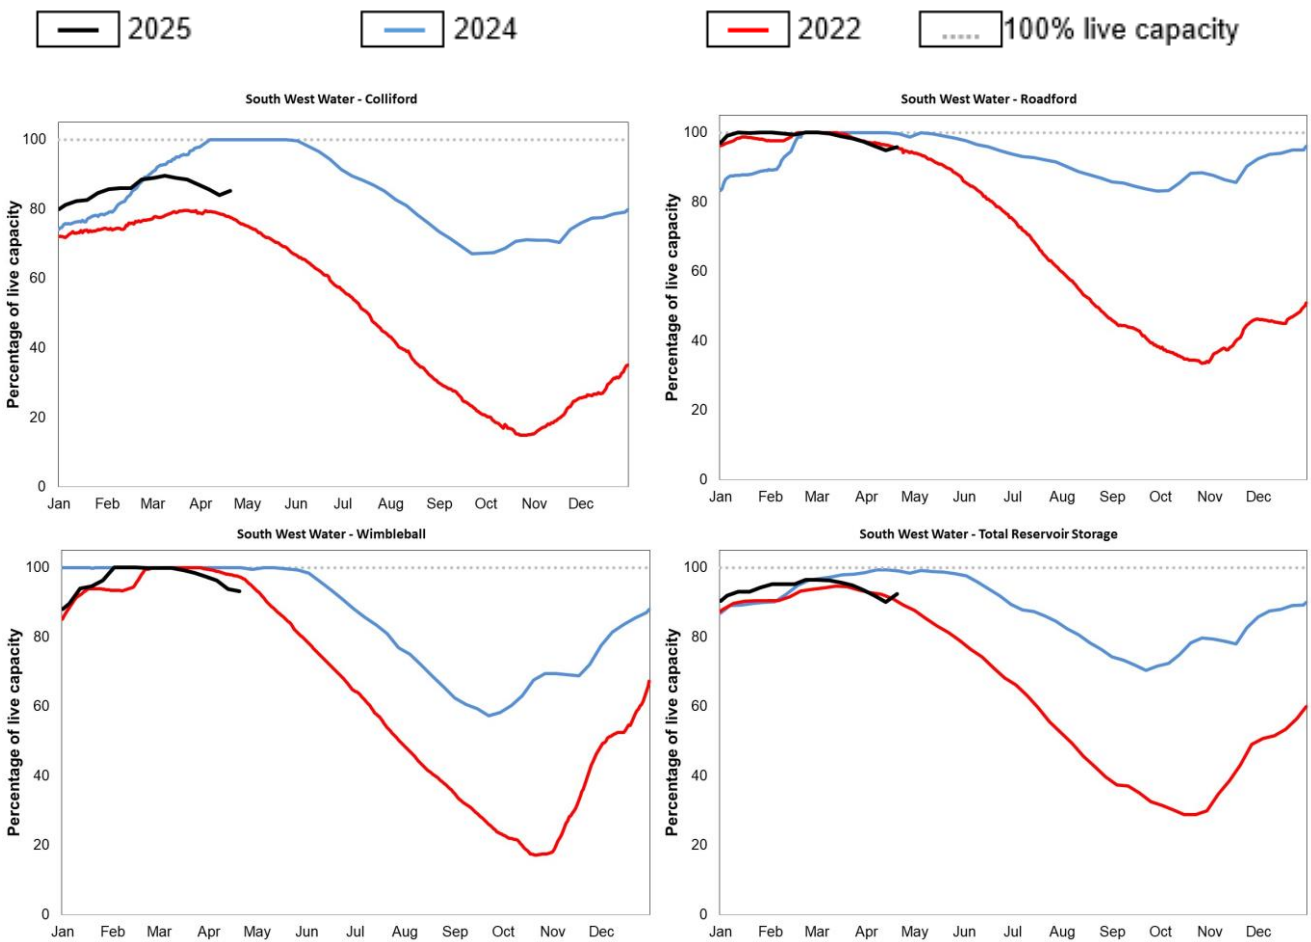 2025 2024 2022 100% live capacity
South West Water - Colliford
Percentage of live capacity
100
80
60
40
20
0
Jan Feb Mar Apr May Jun Jul Aug Sep Oct Nov Dec
South West Water - Roadford
Percentage of live capacity
100
80
60
40
20
0
Jan Feb Mar Apr May Jun Jul Aug Sep Oct Nov Dec
South West Water - Wimbleball
Percentage of live capacity
100
80
60
40
20
0
Jan Feb Mar Apr May Jun Jul Aug Sep Oct Nov Dec
South West Water - Total Reservoir Storage
Percentage of live capacity
100
80
60
40
20
0
Jan Feb Mar Apr May Jun Jul Aug Sep Oct Nov Dec